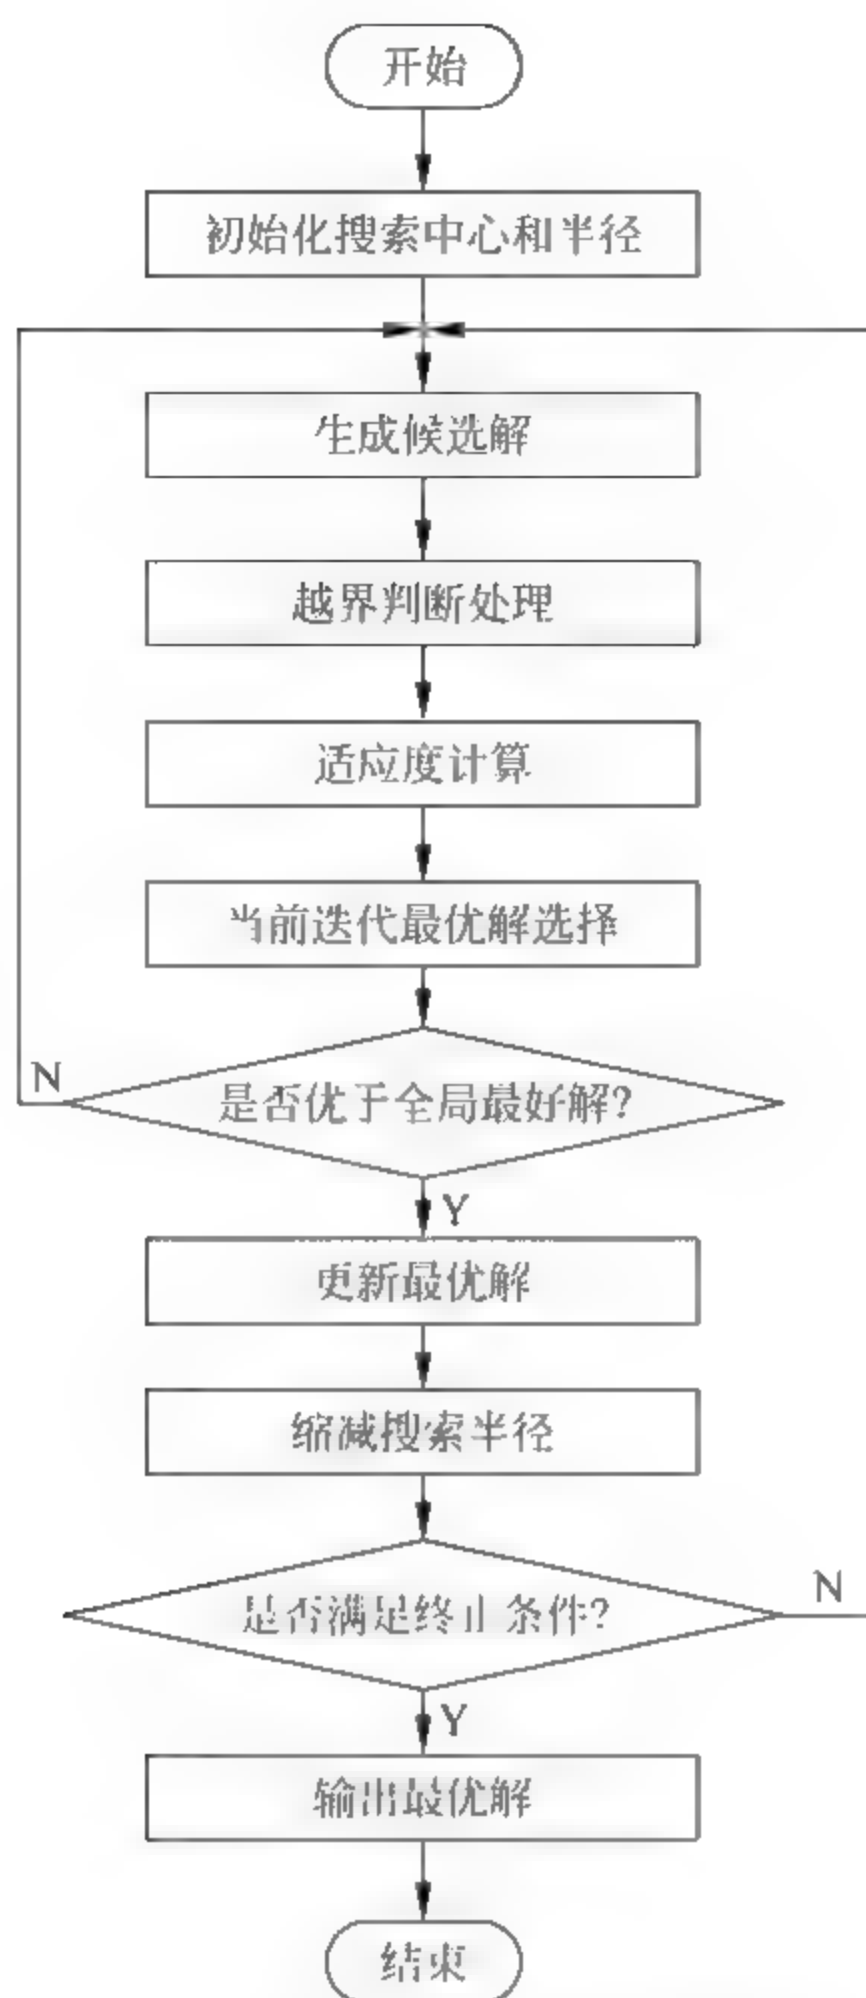 开始
初始化搜索中心和半径
生成候选解
越界判断处理
适应度计算
当前迭代最优解选择
是否优于全局最好解?
N
Y
更新最优解
缩减搜索半径
是否满足终止条件?
N
Y
输出最优解
结束